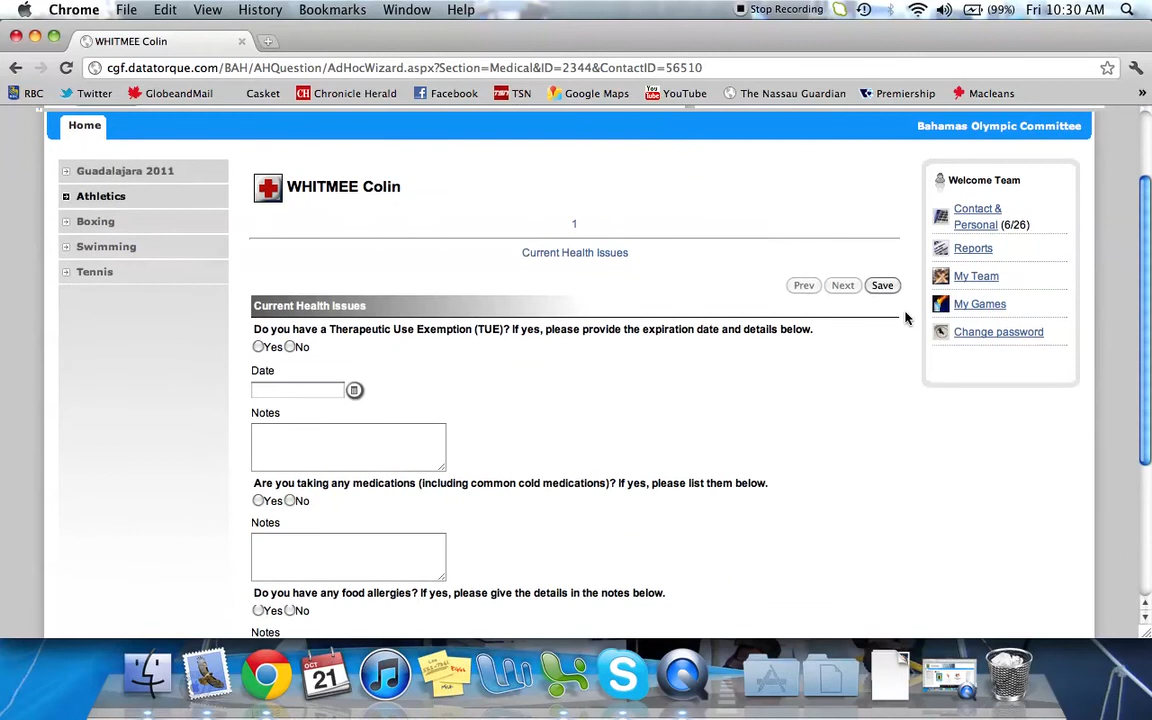 Chrome File Edit View History Bookmarks Window Help Stop Recording (99%) Fri 10:30 AM
WHITMEE Colin
cgf.datatorque.com/BAH/AHQuestion/AdHocWizard.aspx?Section=Medical&ID=2344&ContactID=56510
RBC Twitter GlobeandMail Casket Chronicle Herald Facebook TSN Google Maps YouTube The Nassau Guardian Premiership Macleans »
Home Bahamas Olympic Committee
Guadalajara 2011
Athletics
Boxing
Swimming
Tennis
WHITMEE Colin
1
Current Health Issues
Prev Next Save
Current Health Issues
Do you have a Therapeutic Use Exemption (TUE)? If yes, please provide the expiration date and details below.
Yes No
Date
Notes
Are you taking any medications (including common cold medications)? If yes, please list them below.
Yes No
Notes
Do you have any food allergies? If yes, please give the details in the notes below.
Yes No
Notes
Welcome Team
Contact &
Personal (6/26)
Reports
My Team
My Games
Change password
OCT
21